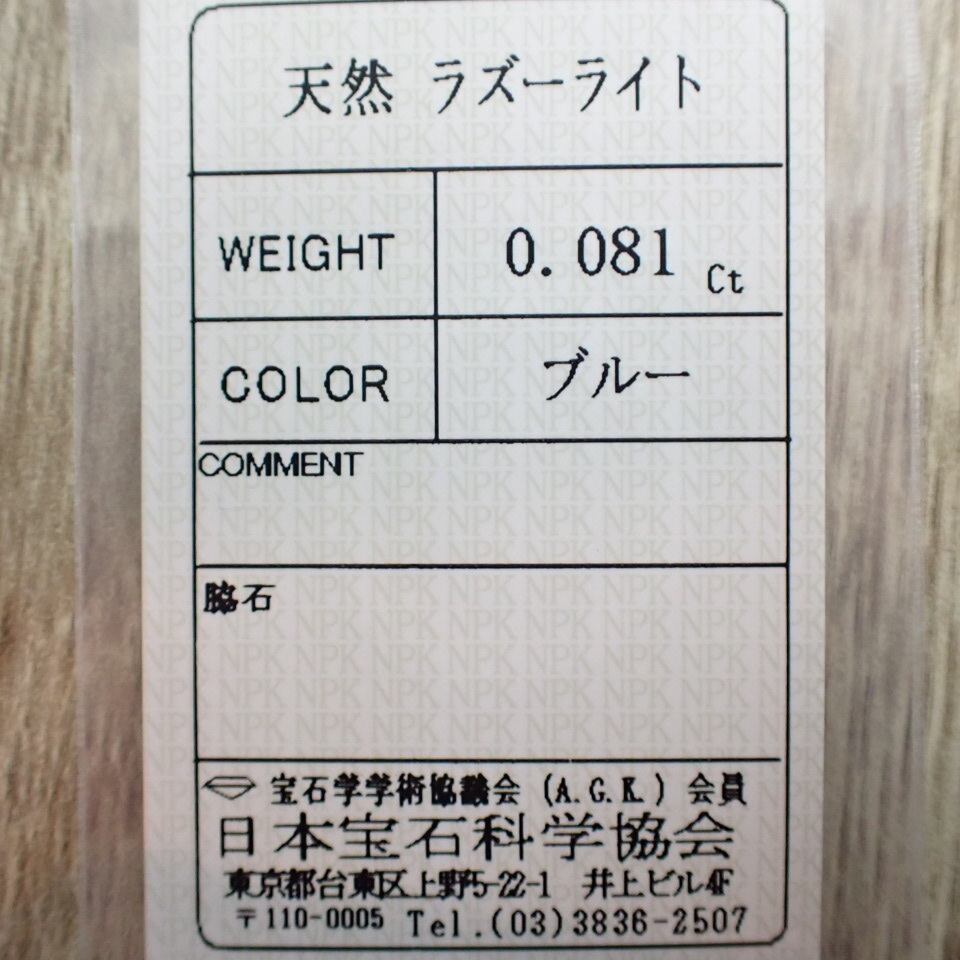 天然 ラズーライト
WEIGHT 0.081 Ct
COLOR ブルー
COMMENT
脇石
宝石学学術協議会 (A.G.K.) 会員
日本宝石科学協会
東京都台東区上野5-22-1 井上ビル4F
〒110-0005 Tel.(03)3836-2507